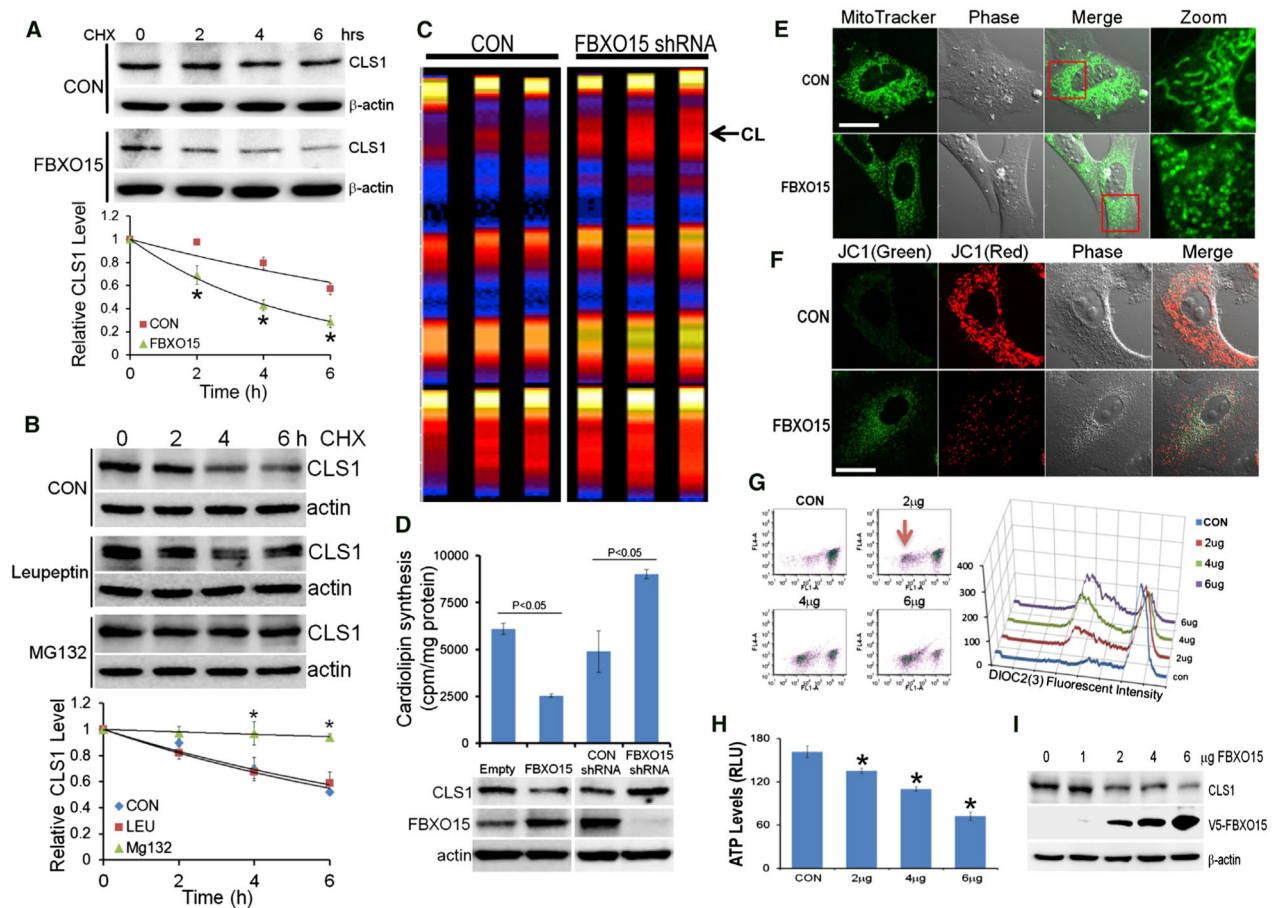 A
CHX 0 2 4 6 hrs
CON
CLS1
β-actin
FBXO15
CLS1
β-actin
Relative CLS1 Level
1.2
1
0.8
0.6
0.4
0.2
0
* * *
CON
FBXO15
0 2 4 6
Time (h)
B
0 2 4 6 h CHX
CON
CLS1
actin
Leupeptin
CLS1
actin
MG132
CLS1
actin
Relative CLS1 Level
1.2
1
0.8
0.6
0.4
0.2
0
* *
CON
LEU
Mg132
0 2 4 6
Time (h)
C
CON FBXO15 shRNA
CL
D
Cardiolipin synthesis
(cpm/mg protein)
10000
7500
5000
2500
0
P<0.05
P<0.05
Empty FBXO15 CON shRNA FBXO15 shRNA
CLS1
FBXO15
actin
E
MitoTracker Phase Merge Zoom
CON
FBXO15
F
JC1(Green) JC1(Red) Phase Merge
CON
FBXO15
G
CON
2μg
4μg
6μg
FL4-A
FL1-A
CON
2ug
4ug
6ug
400
300
200
100
0
6ug
4ug
2ug
con
DIOC2(3) Fluorescent Intensity
H
ATP Levels (RLU)
180
120
60
0
* * *
CON 2μg 4μg 6μg
I
0 1 2 4 6 μg FBXO15
CLS1
V5-FBXO15
β-actin